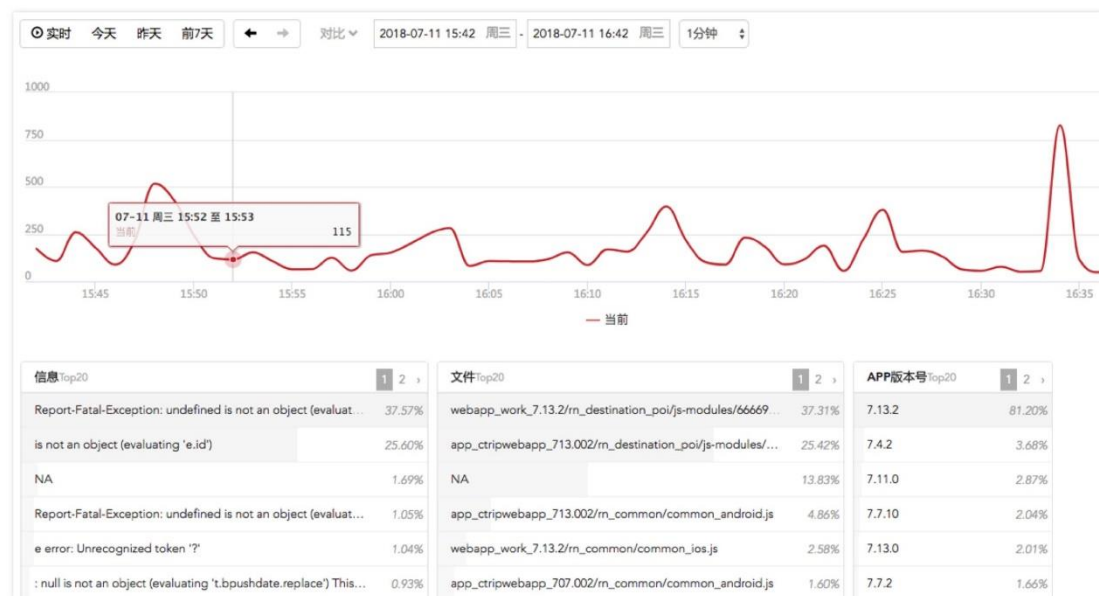 实时 今天 昨天 前7天 对比 2018-07-11 15:42 周三 - 2018-07-11 16:42 周三 1分钟
1000
750
500
250
0
07-11 周三 15:52 至 15:53
当前 115
15:45 15:50 15:55 16:00 16:05 16:10 16:15 16:20 16:25 16:30 16:35
当前
信息Top20 1 2 ›
Report-Fatal-Exception: undefined is not an object (evaluat... 37.57%
is not an object (evaluating 'e.id') 25.60%
NA 1.69%
Report-Fatal-Exception: undefined is not an object (evaluat... 1.05%
e error: Unrecognized token '?' 1.04%
: null is not an object (evaluating 't.bpushdate.replace') This... 0.93%
文件Top20 1 2 ›
webapp_work_7.13.2/rn_destination_poi/js-modules/66669... 37.31%
app_ctripwebapp_713.002/rn_destination_poi/js-modules/... 25.42%
NA 13.83%
app_ctripwebapp_713.002/rn_common/common_android.js 4.86%
webapp_work_7.13.2/rn_common/common_ios.js 2.58%
app_ctripwebapp_707.002/rn_common/common_android.js 1.60%
APP版本号Top20 1 2 ›
7.13.2 81.20%
7.4.2 3.68%
7.11.0 2.87%
7.7.10 2.04%
7.13.0 2.01%
7.7.2 1.66%